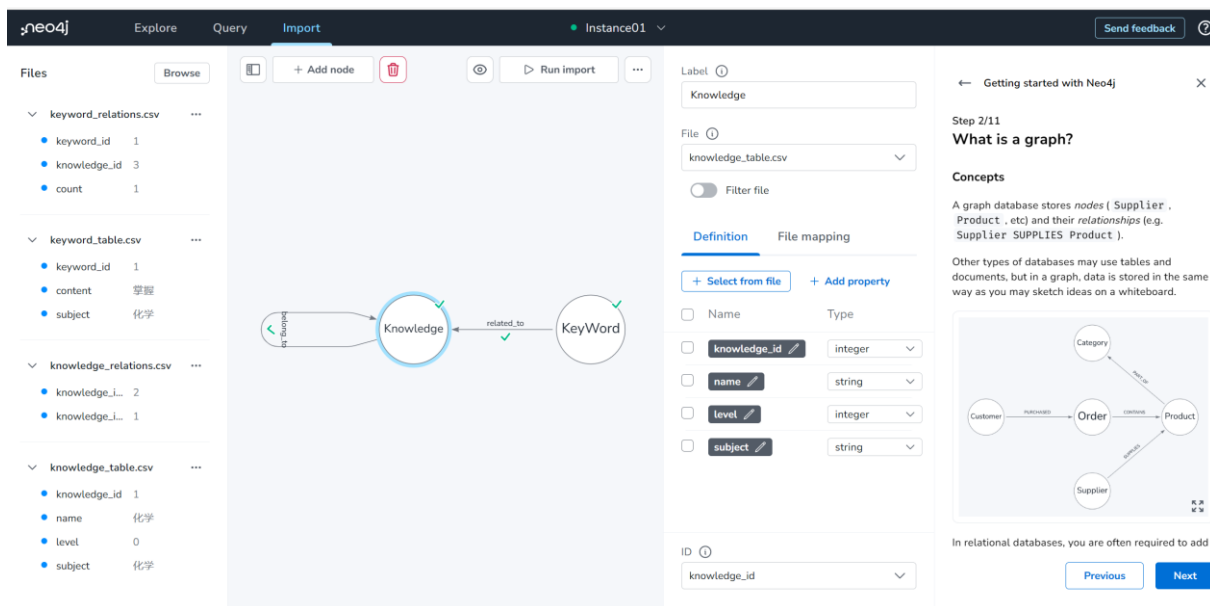 neo4j Explore Query Import Instance01 Send feedback ?
Files Browse
keyword_relations.csv ...
keyword_id 1
knowledge_id 3
count 1
keyword_table.csv ...
keyword_id 1
content 掌握
subject 化学
knowledge_relations.csv ...
knowledge_i... 2
knowledge_i... 1
knowledge_table.csv ...
knowledge_id 1
name 化学
level 0
subject 化学
+ Add node Run import ...
belong_to
Knowledge
related_to
KeyWord
Label
Knowledge
File
knowledge_table.csv
Filter file
Definition File mapping
+ Select from file + Add property
Name Type
knowledge_id integer
name string
level integer
subject string
ID
knowledge_id
← Getting started with Neo4j ×
Step 2/11
What is a graph?
Concepts
A graph database stores nodes ( Supplier ,
Product , etc) and their relationships (e.g.
Supplier SUPPLIES Product ).
Other types of databases may use tables and
documents, but in a graph, data is stored in the same
way as you may sketch ideas on a whiteboard.
Category
PART OF
Customer PURCHASED Order CONTAINS Product
SUPPLIES
Supplier
In relational databases, you are often required to add
Previous Next